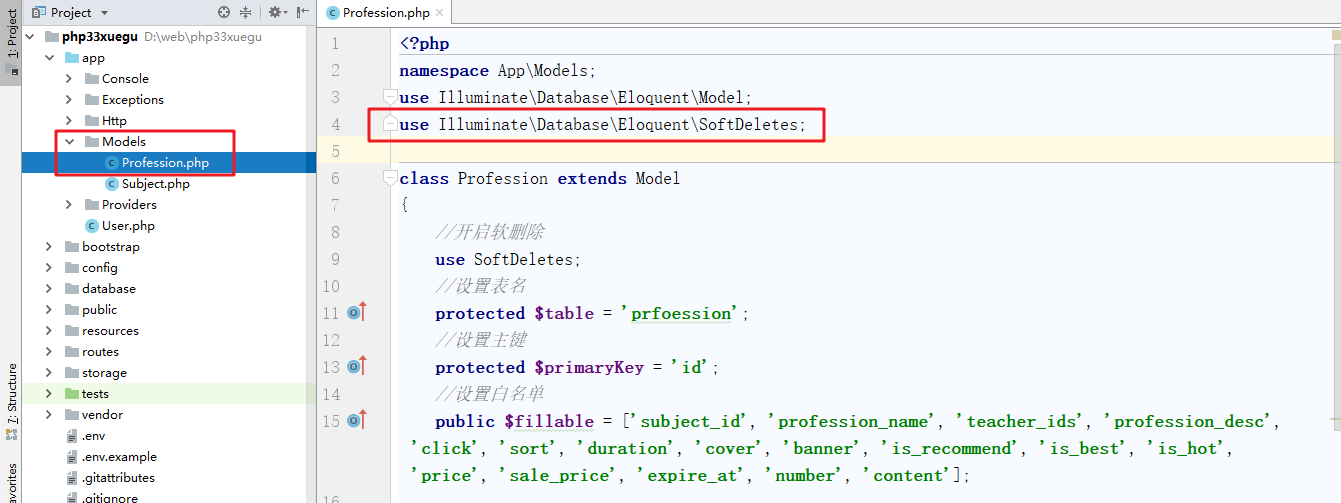 Project
Profession.php
1: Project
php33xuegu D:\web\php33xuegu
app
Console
Exceptions
Http
Models
Profession.php
Subject.php
Providers
User.php
bootstrap
config
database
public
resources
routes
storage
tests
vendor
.env
.env.example
.gitattributes
.gitignore
7: Structure
avorites
1 <?php
2 namespace App\Models;
3 use Illuminate\Database\Eloquent\Model;
4 use Illuminate\Database\Eloquent\SoftDeletes;
5
6 class Profession extends Model
7 {
8 //开启软删除
9 use SoftDeletes;
10 //设置表名
11 protected $table = 'prfoession';
12 //设置主键
13 protected $primaryKey = 'id';
14 //设置白名单
15 public $fillable = ['subject_id', 'profession_name', 'teacher_ids', 'profession_desc',
'click', 'sort', 'duration', 'cover', 'banner', 'is_recommend', 'is_best', 'is_hot',
'price', 'sale_price', 'expire_at', 'number', 'content'];
16